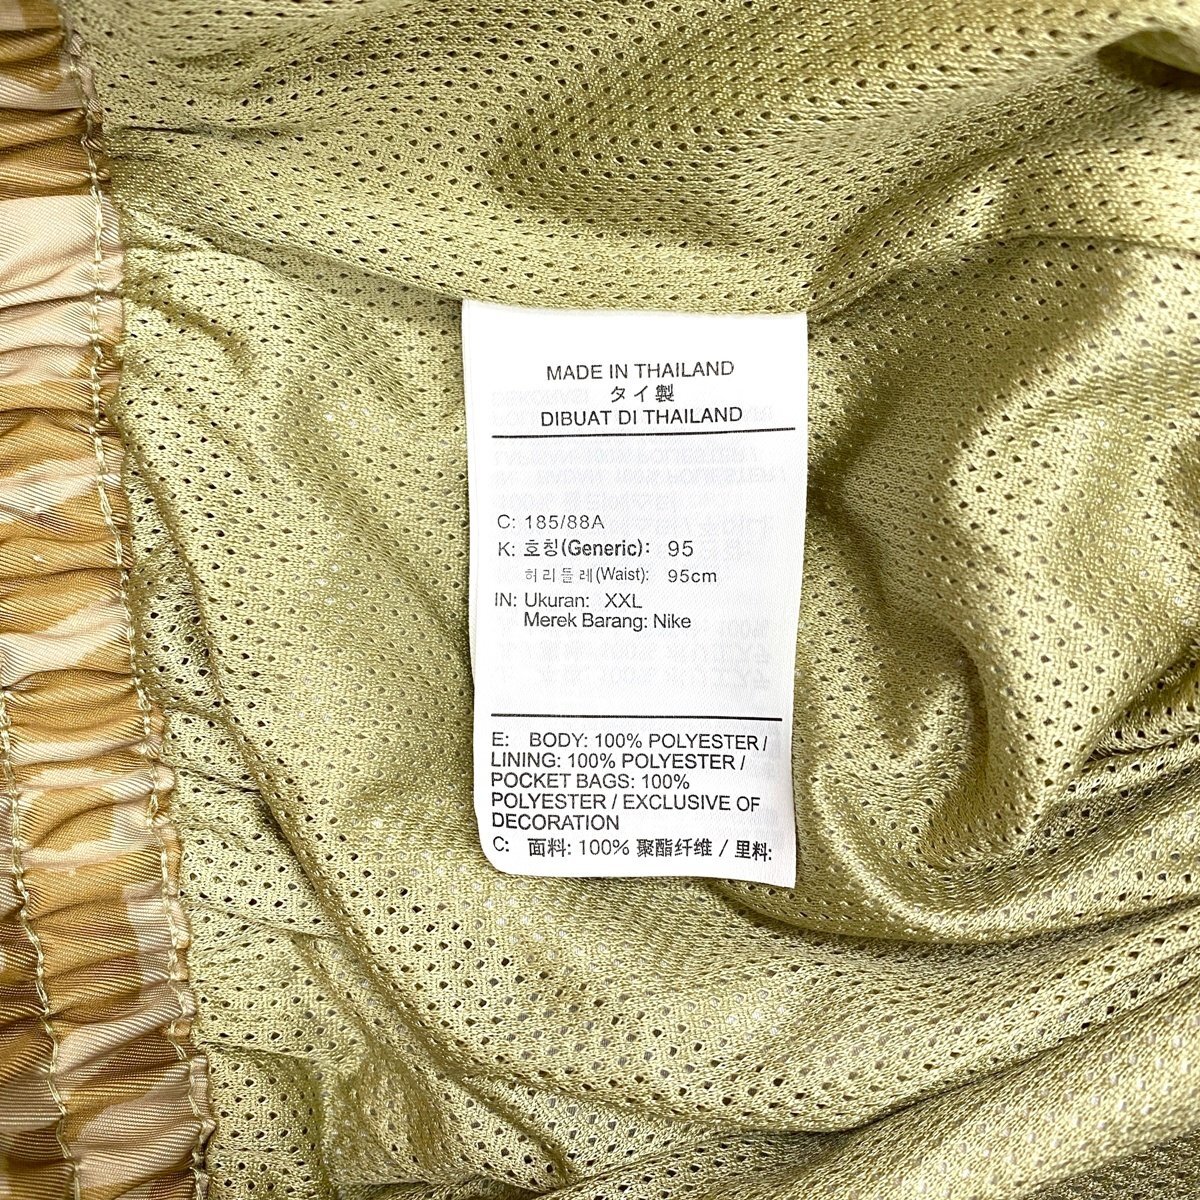 MADE IN THAILAND
タイ製
DIBUAT DI THAILAND
C: 185/88A
K: 호칭(Generic): 95
허리둘레(Waist): 95cm
IN: Ukuran: XXL
Merek Barang: Nike
E: BODY: 100% POLYESTER /
LINING: 100% POLYESTER /
POCKET BAGS: 100%
POLYESTER / EXCLUSIVE OF
DECORATION
C: 面料: 100% 聚酯纤维 / 里料: